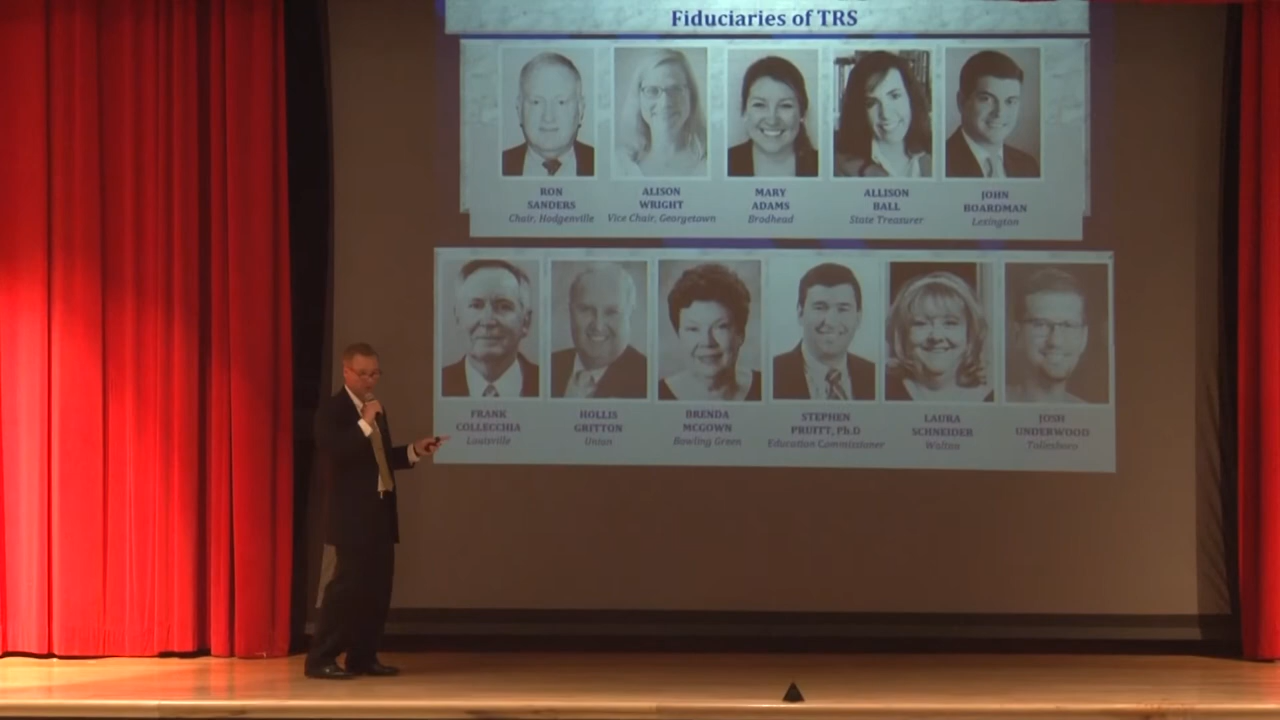 Fiduciaries of TRS
RON SANDERS
Chair, Hodgenville
ALISON WRIGHT
Vice Chair, Georgetown
MARY ADAMS
Brodhead
ALLISON BALL
State Treasurer
JOHN BOARDMAN
Lexington
FRANK COLLECCHIA
Louisville
HOLLIS GRITTON
Union
BRENDA MCGOWN
Bowling Green
STEPHEN PRUITT, Ph.D
Education Commissioner
LAURA SCHNEIDER
Walton
JOSH UNDERWOOD
Tollesboro